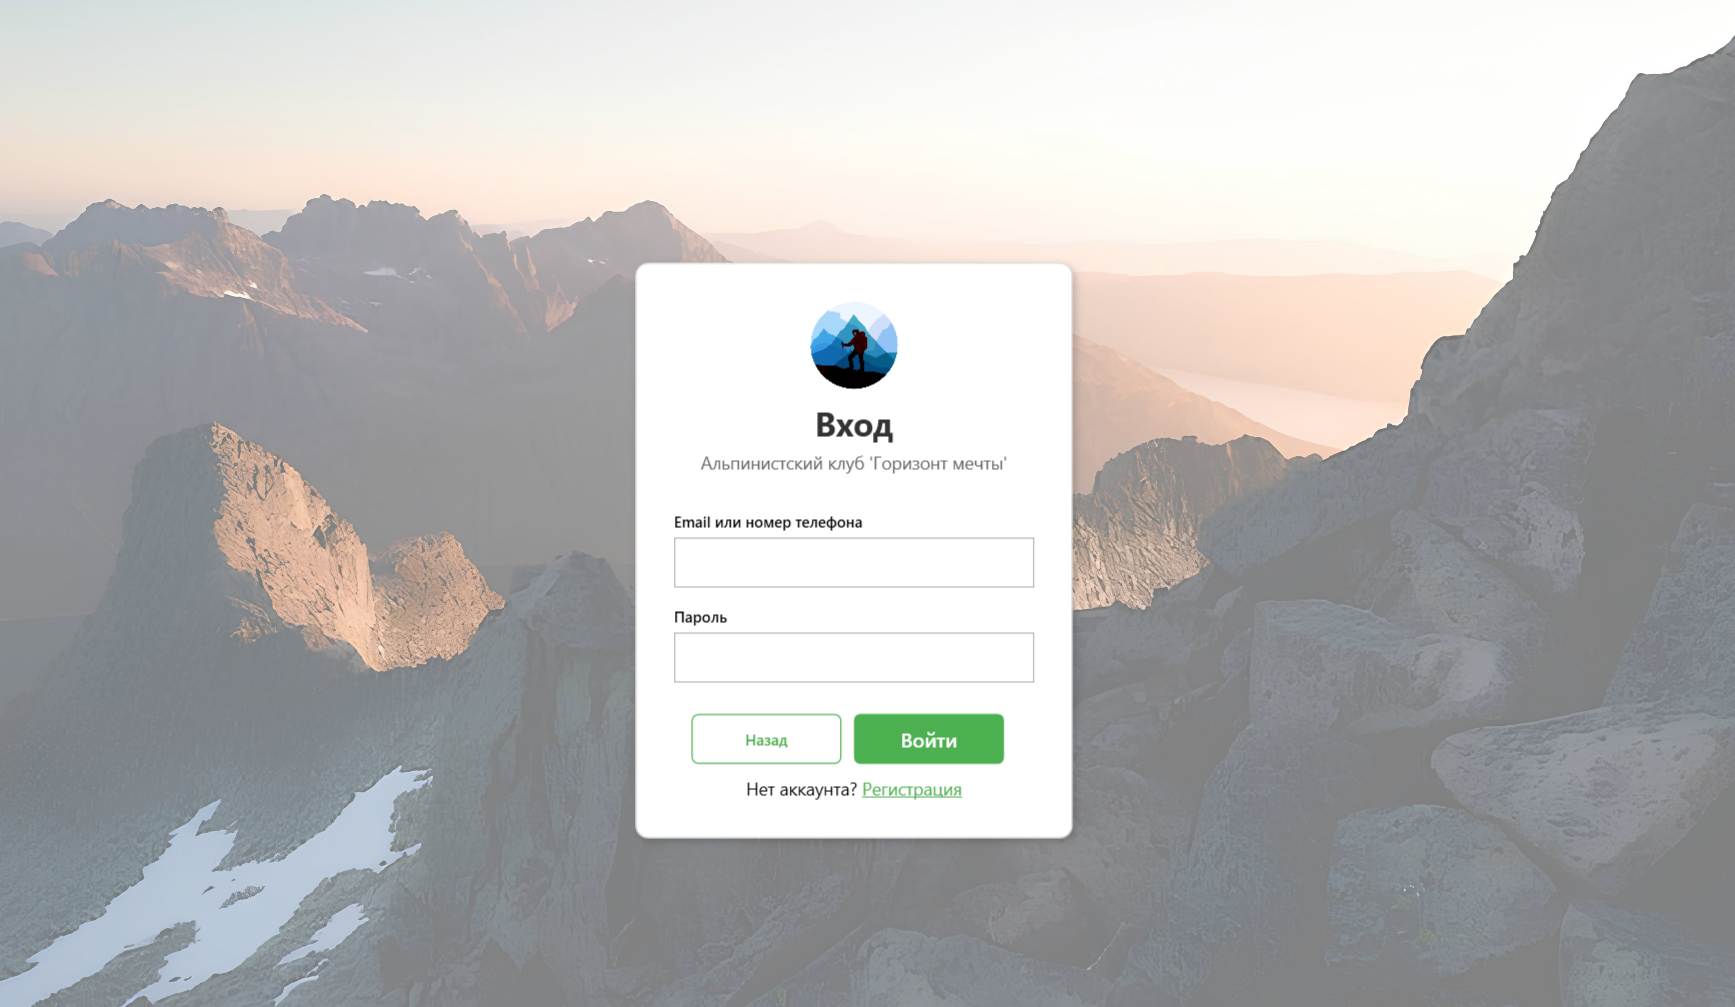 Вход
Альпинистский клуб 'Горизонт мечты'
Email или номер телефона
Пароль
Назад
Войти
Нет аккаунта? Регистрация